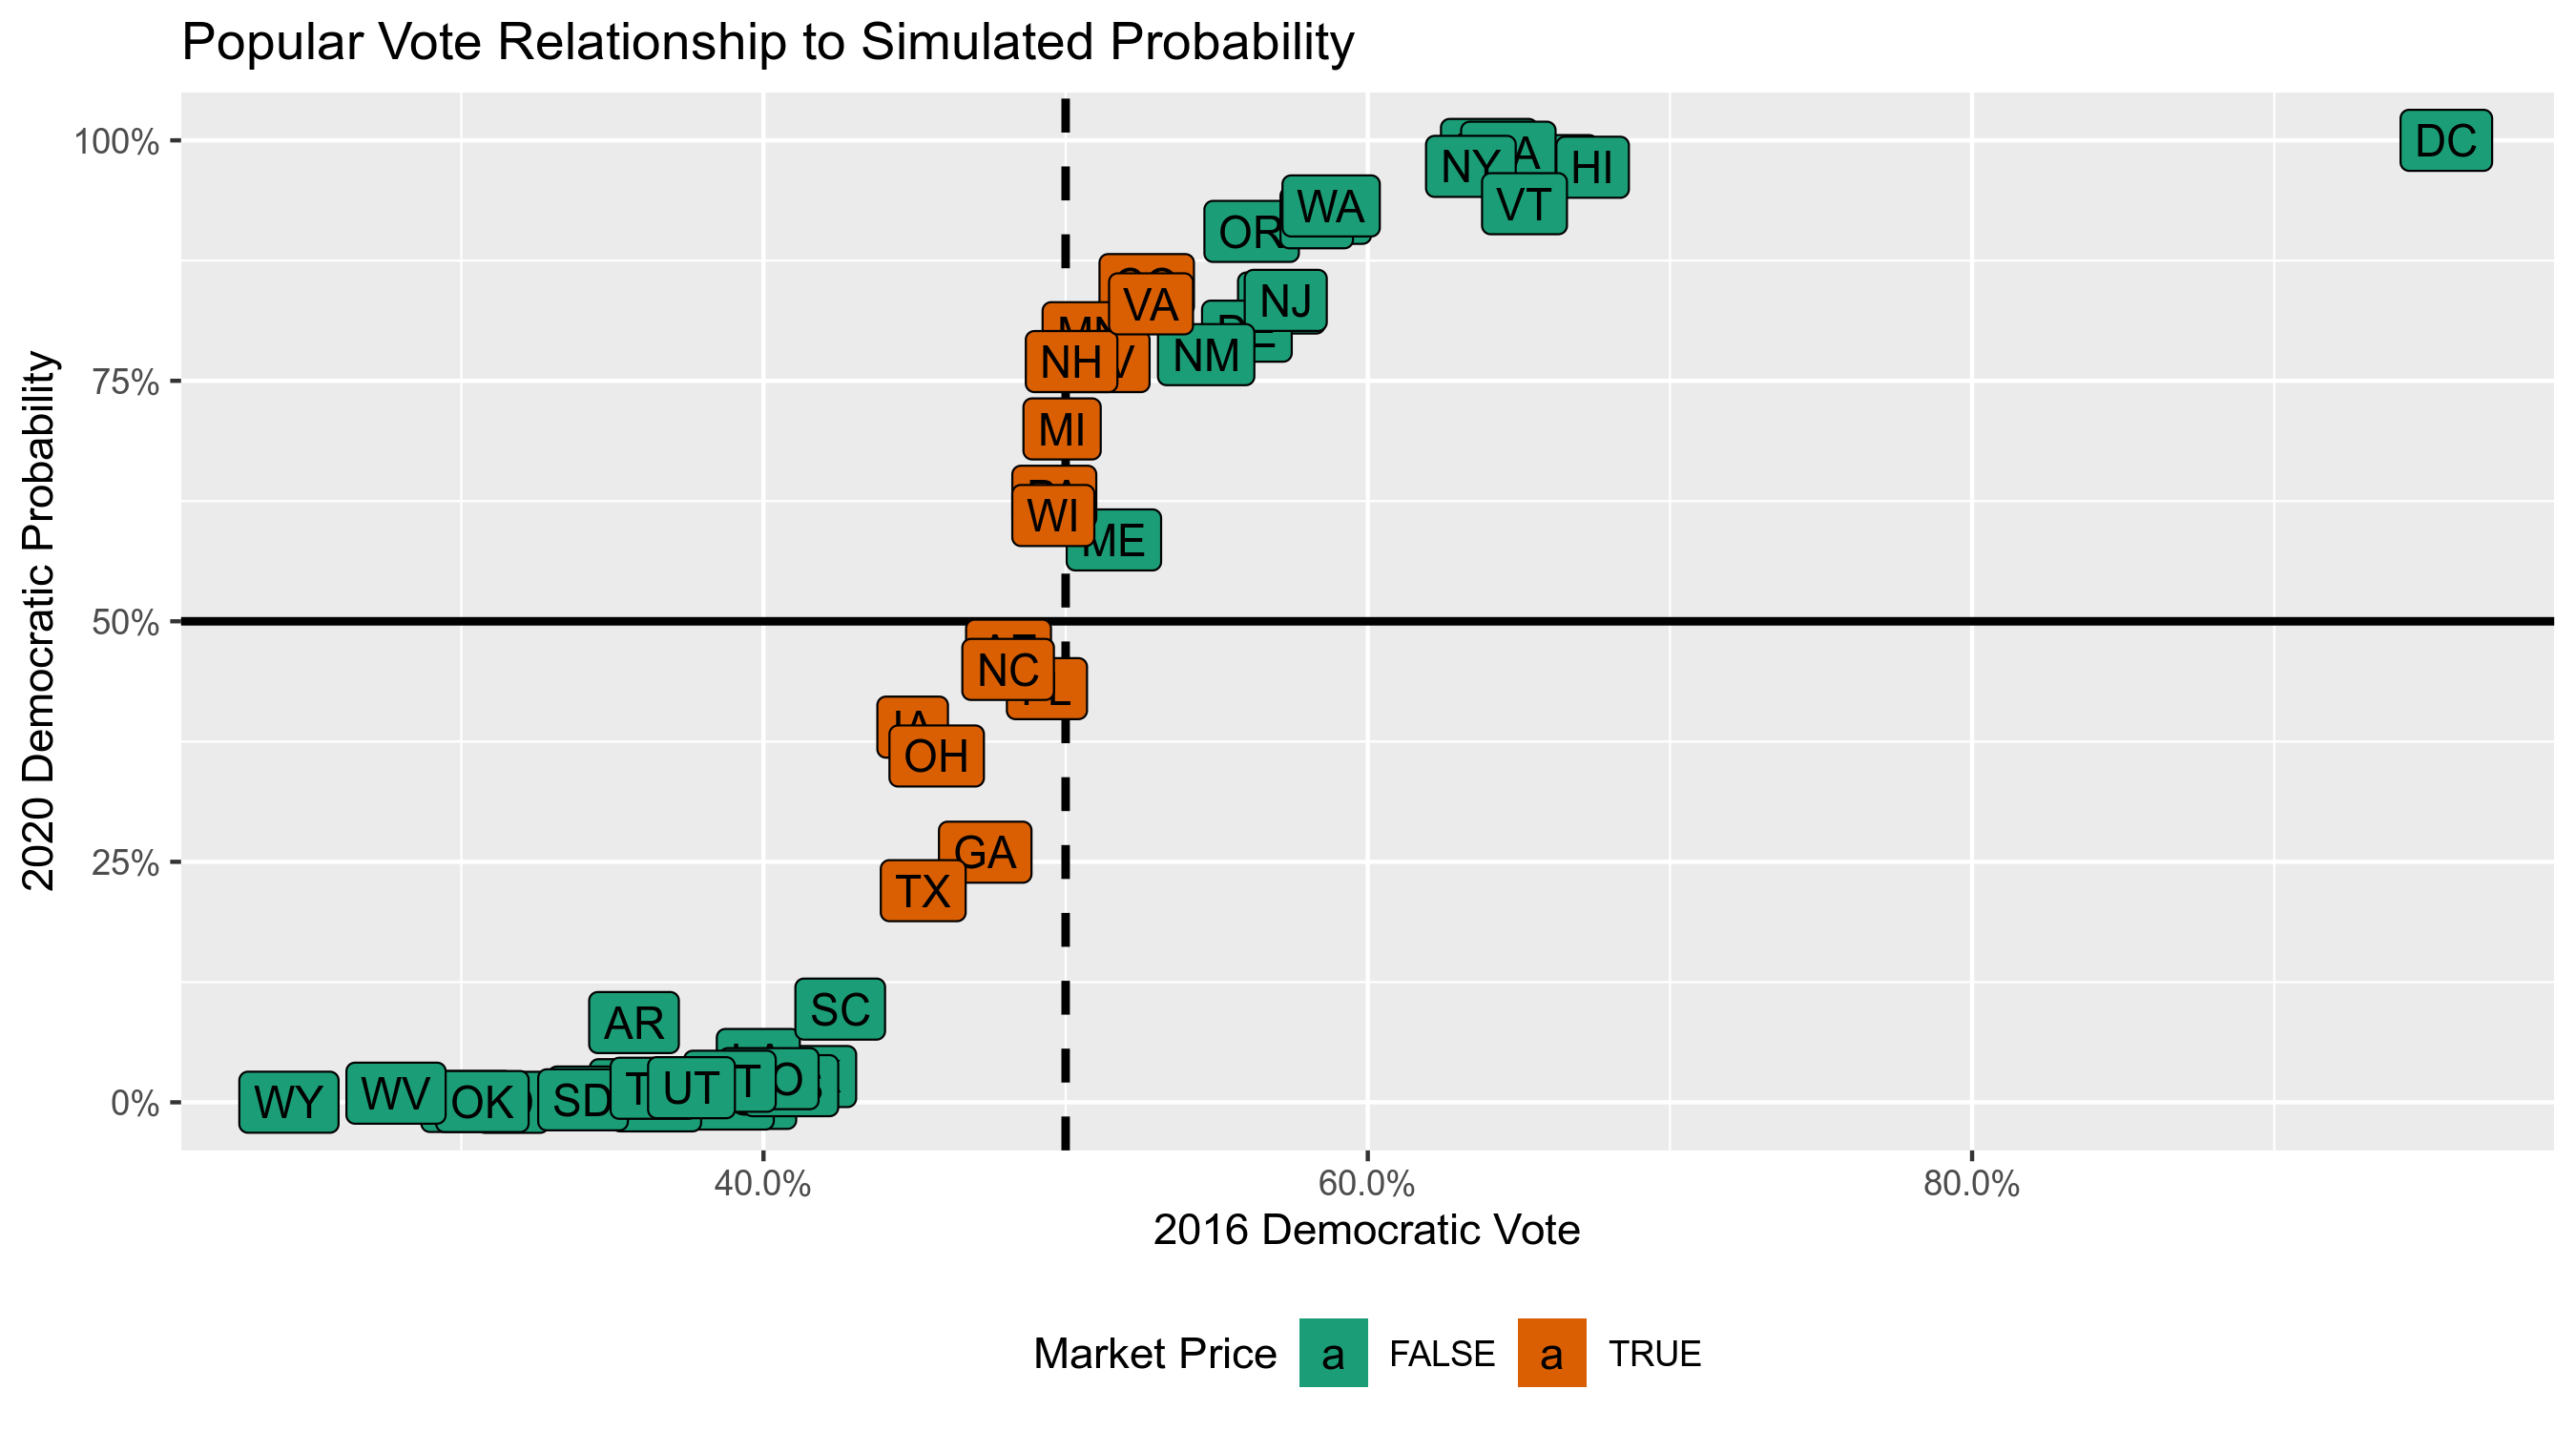 Popular Vote Relationship to Simulated Probability
2020 Democratic Probability
100%
75%
50%
25%
0%
DC
NY
HI
VT
WA
OR
NJ
VA
NM
NH
MI
WI
ME
NC
OH
GA
TX
SC
AR
WY
WV
OK
SD
UT
40.0%
60.0%
80.0%
2016 Democratic Vote
Market Price a FALSE a TRUE